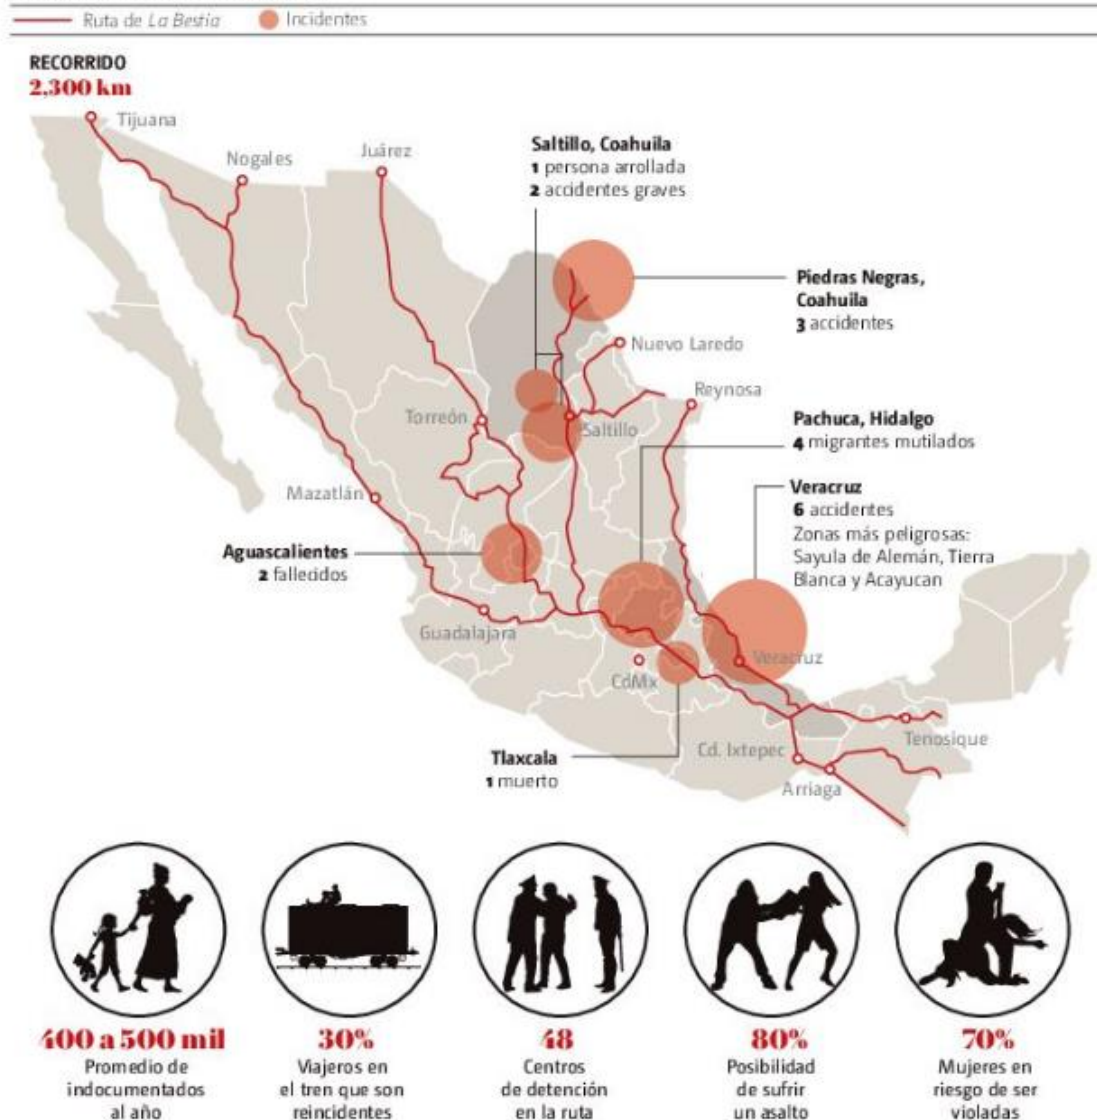 Ruta de La Bestia
Incidentes
RECORRIDO
2,300 km
Tijuana
Nogales
Juárez
Saltillo, Coahuila
1 persona arrollada
2 accidentes graves
Piedras Negras,
Coahuila
3 accidentes
Nuevo Laredo
Reynosa
Torreón
Saltillo
Pachuca, Hidalgo
4 migrantes mutilados
Mazatlán
Veracruz
6 accidentes
Zonas más peligrosas:
Sayula de Alemán, Tierra
Blanca y Acayucan
Aguascalientes
2 fallecidos
Guadalajara
CdMx
Veracruz
Tenosique
Cd. Ixtepec
Arriaga
Tlaxcala
1 muerto
400 a 500 mil
Promedio de
indocumentados
al año
30%
Viajeros en
el tren que son
reincidentes
48
Centros
de detención
en la ruta
80%
Posibilidad
de sufrir
un asalto
70%
Mujeres en
riesgo de ser
violadas